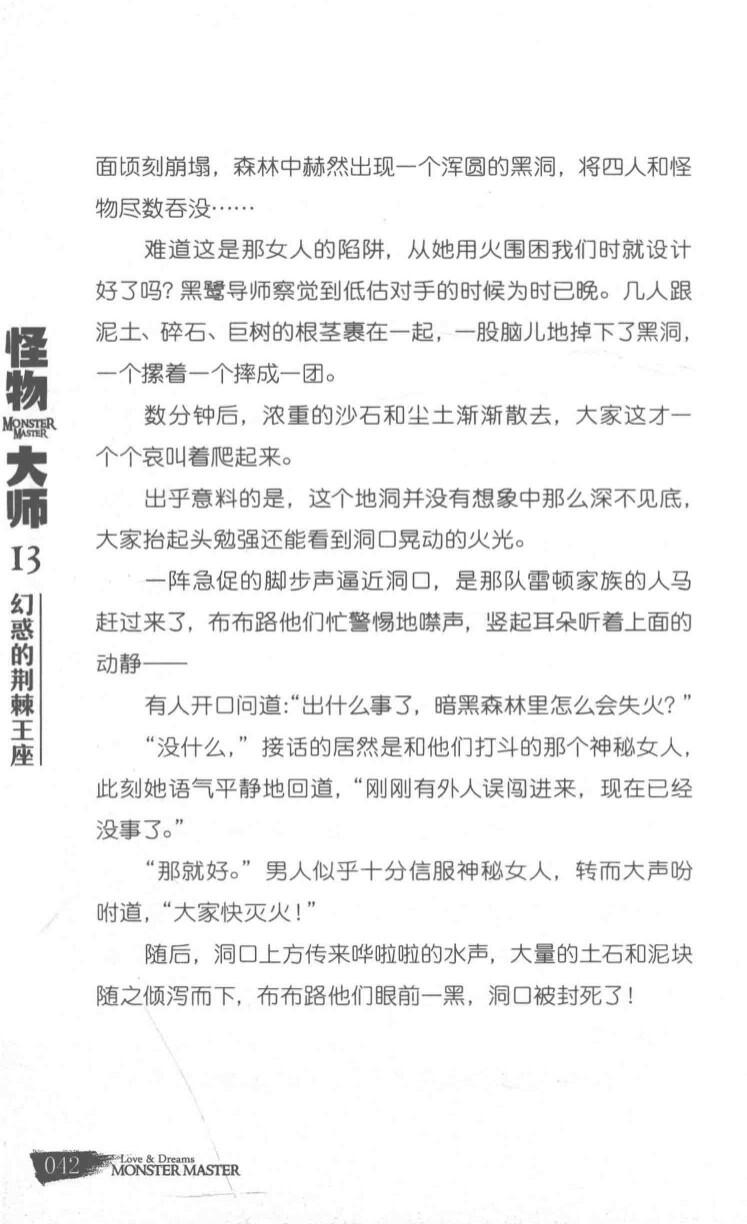 面顷刻崩塌，森林中赫然出现一个浑圆的黑洞，将四人和怪
物尽数吞没……
难道这是那女人的陷阱，从她用火围困我们时就设计
好了吗？黑鹭导师察觉到低估对手的时候为时已晚。几人跟
泥土、碎石、巨树的根茎裹在一起，一股脑儿地掉下了黑洞，
一个摞着一个摔成一团。
数分钟后，浓重的沙石和尘土渐渐散去，大家这才一
个个哀叫着爬起来。
出乎意料的是，这个地洞并没有想象中那么深不见底，
大家抬起头勉强还能看到洞口晃动的火光。
一阵急促的脚步声逼近洞口，是那队雷顿家族的人马
赶过来了，布布路他们忙警惕地噤声，竖起耳朵听着上面的
动静——
有人开口问道：“出什么事了，暗黑森林里怎么会失火？”
“没什么，”接话的居然是和他们打斗的那个神秘女人，
此刻她语气平静地回道，“刚刚有外人误闯进来，现在已经
没事了。”
“那就好。”男人似乎十分信服神秘女人，转而大声吩
咐道，“大家快灭火！”
随后，洞口上方传来哗啦啦的水声，大量的土石和泥块
随之倾泻而下，布布路他们眼前一黑，洞口被封死了！
怪物
MONSTER
MASTER
大师
13
幻惑的荆棘王座
042
Love & Dreams
MONSTER MASTER